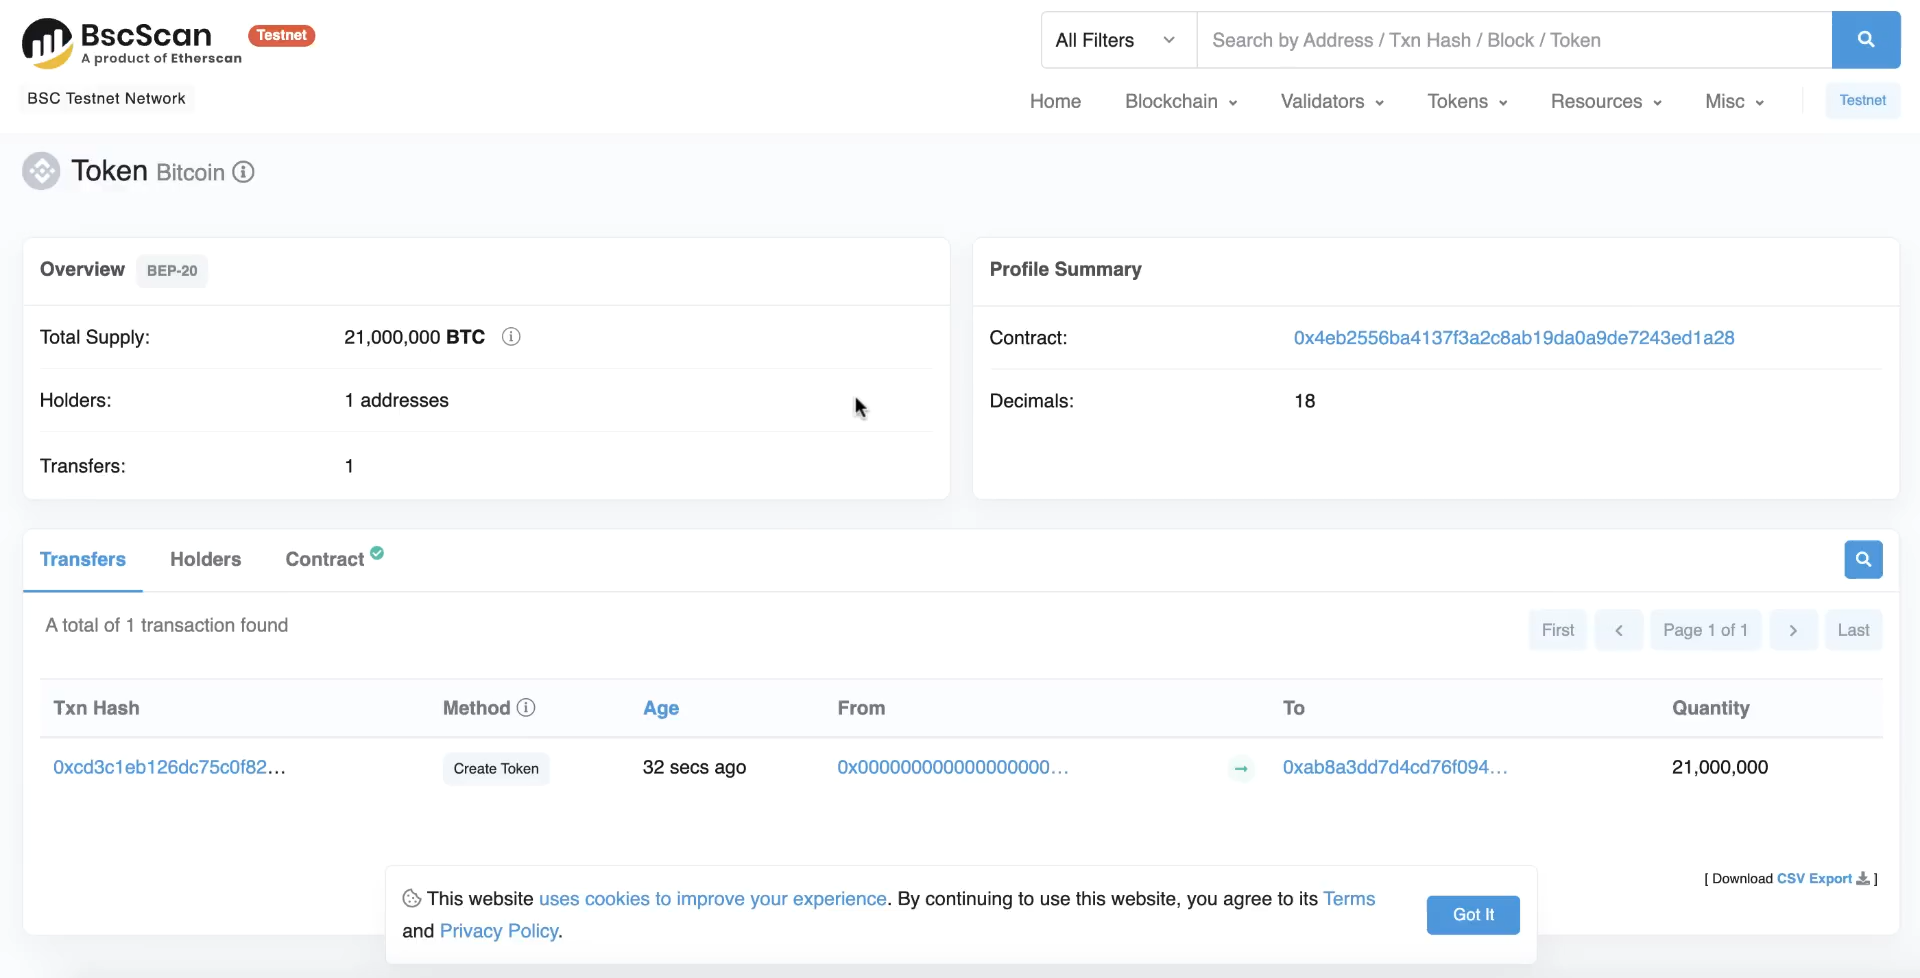 BscScan
A product of Etherscan
Testnet
BSC Testnet Network
All Filters
Search by Address / Txn Hash / Block / Token
Home Blockchain Validators Tokens Resources Misc Testnet
Token Bitcoin
Overview BEP-20
Total Supply: 21,000,000 BTC
Holders: 1 addresses
Transfers: 1
Profile Summary
Contract: 0x4eb2556ba4137f3a2c8ab19da0a9de7243ed1a28
Decimals: 18
Transfers Holders Contract
A total of 1 transaction found
First Page 1 of 1 Last
Txn Hash Method Age From To Quantity
0xcd3c1eb126dc75c0f82... Create Token 32 secs ago 0x000000000000000000... 0xab8a3dd7d4cd76f094... 21,000,000
[ Download CSV Export ]
This website uses cookies to improve your experience. By continuing to use this website, you agree to its Terms
and Privacy Policy.
Got It